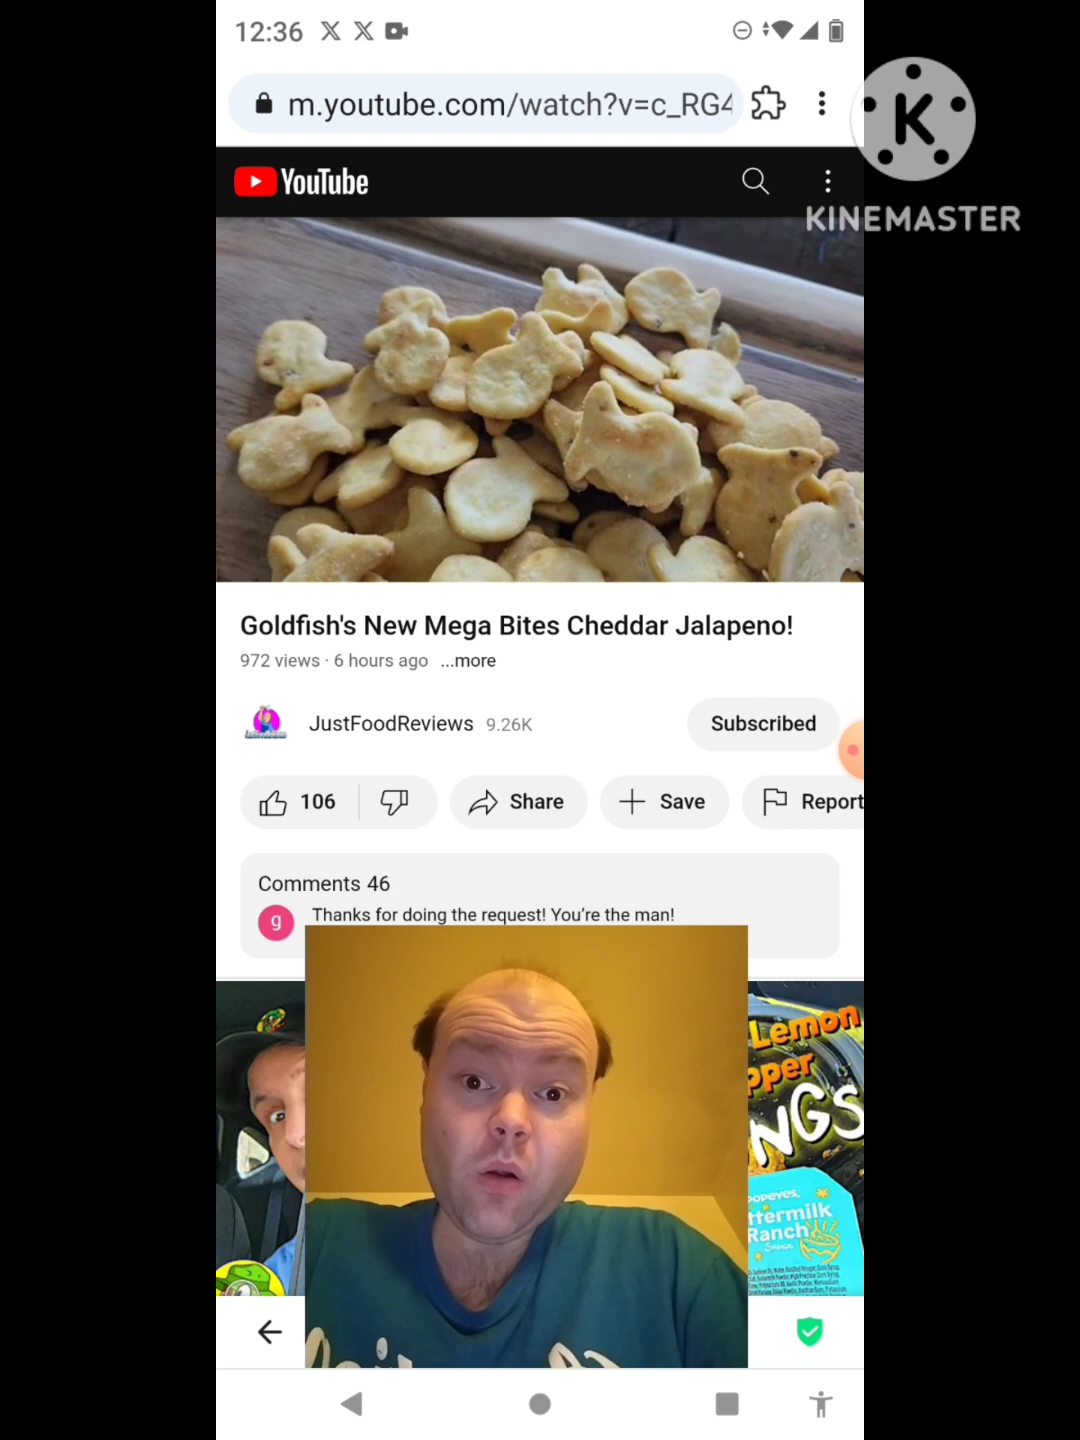 12:36
m.youtube.com/watch?v=c_RG4
K
KINEMASTER
YouTube
Goldfish's New Mega Bites Cheddar Jalapeno!
972 views · 6 hours ago ...more
JustFoodReviews 9.26K
Subscribed
106
Share
Save
Report
Comments 46
g
Thanks for doing the request! You're the man!
Lemon
pper
NGS
POPEYES
ttermilk
Ranch
Sauce